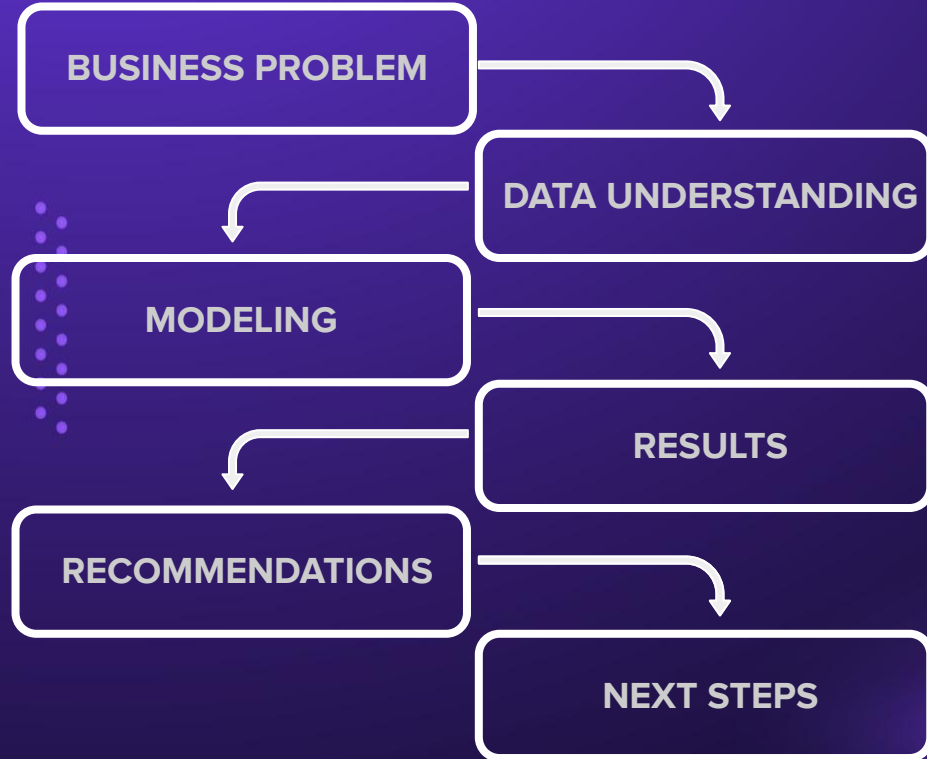 BUSINESS PROBLEM
DATA UNDERSTANDING
MODELING
RESULTS
RECOMMENDATIONS
NEXT STEPS